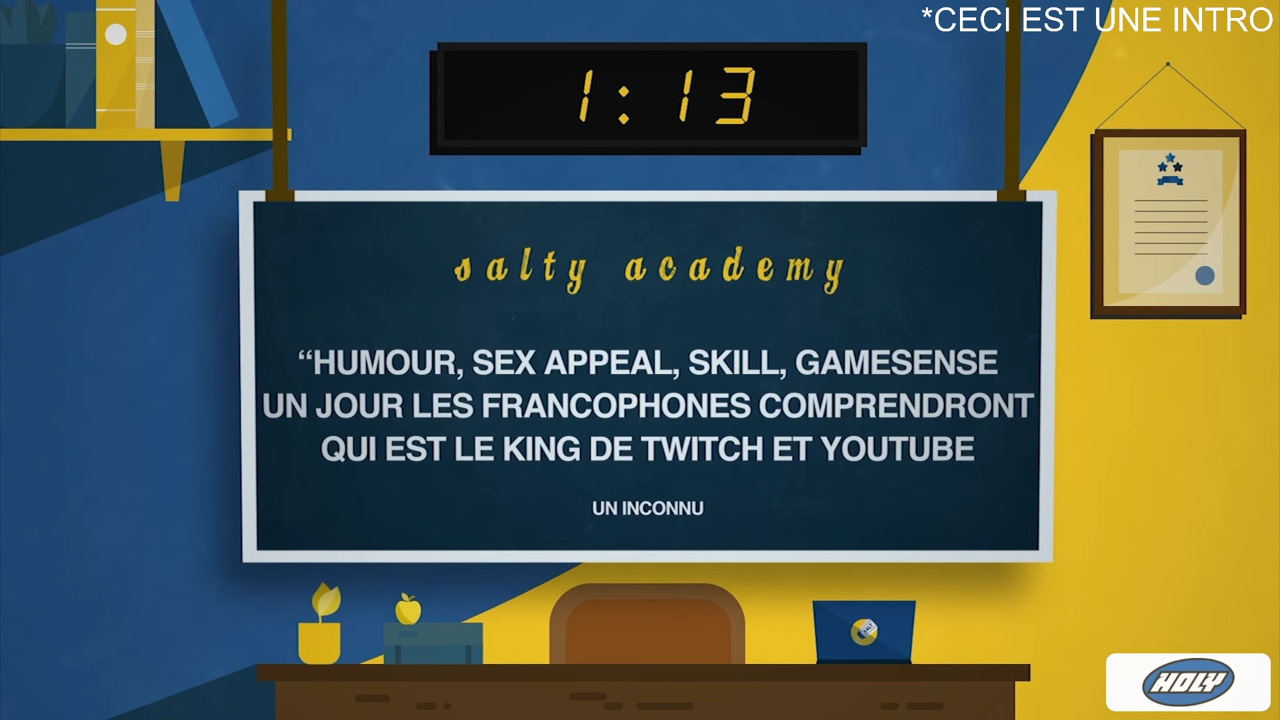 *CECI EST UNE INTRO
1:13
salty academy
“HUMOUR, SEX APPEAL, SKILL, GAMESENSE
UN JOUR LES FRANCOPHONES COMPRENDRONT
QUI EST LE KING DE TWITCH ET YOUTUBE
UN INCONNU
HOLY